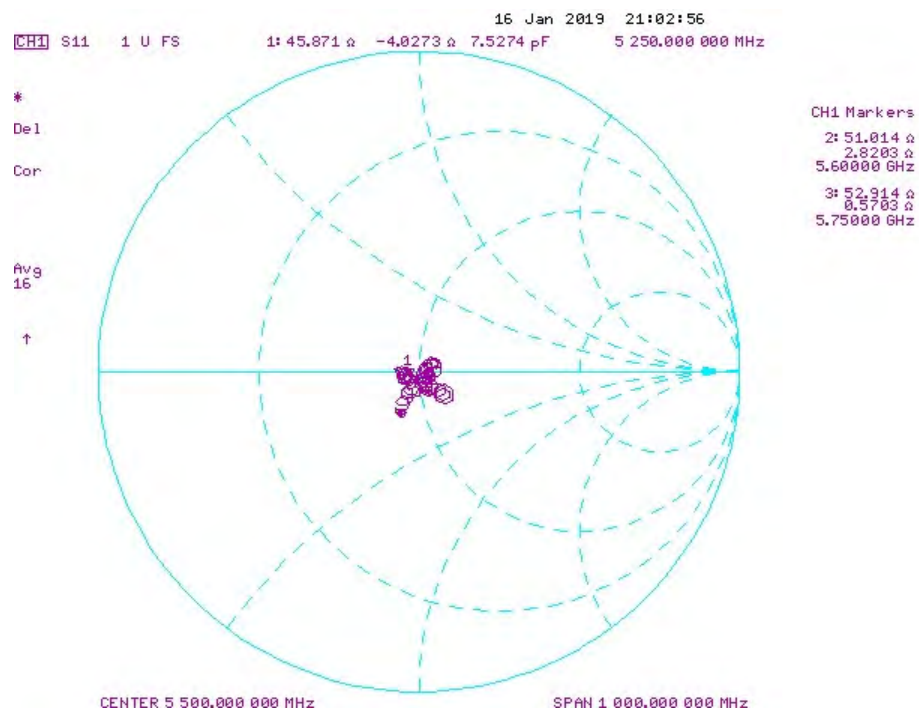 16 Jan 2019 21:02:56
CH1 S11 1 U FS 1: 45.871 Ω -4.0273 Ω 7.5274 pF 5 250.000 000 MHz
*
Del
Cor
Avg
16
↑
CH1 Markers
2: 51.014 Ω
2.8203 Ω
5.60000 GHz
3: 52.914 Ω
0.5703 Ω
5.75000 GHz
1
CENTER 5 500.000 000 MHz SPAN 1 000.000 000 MHz